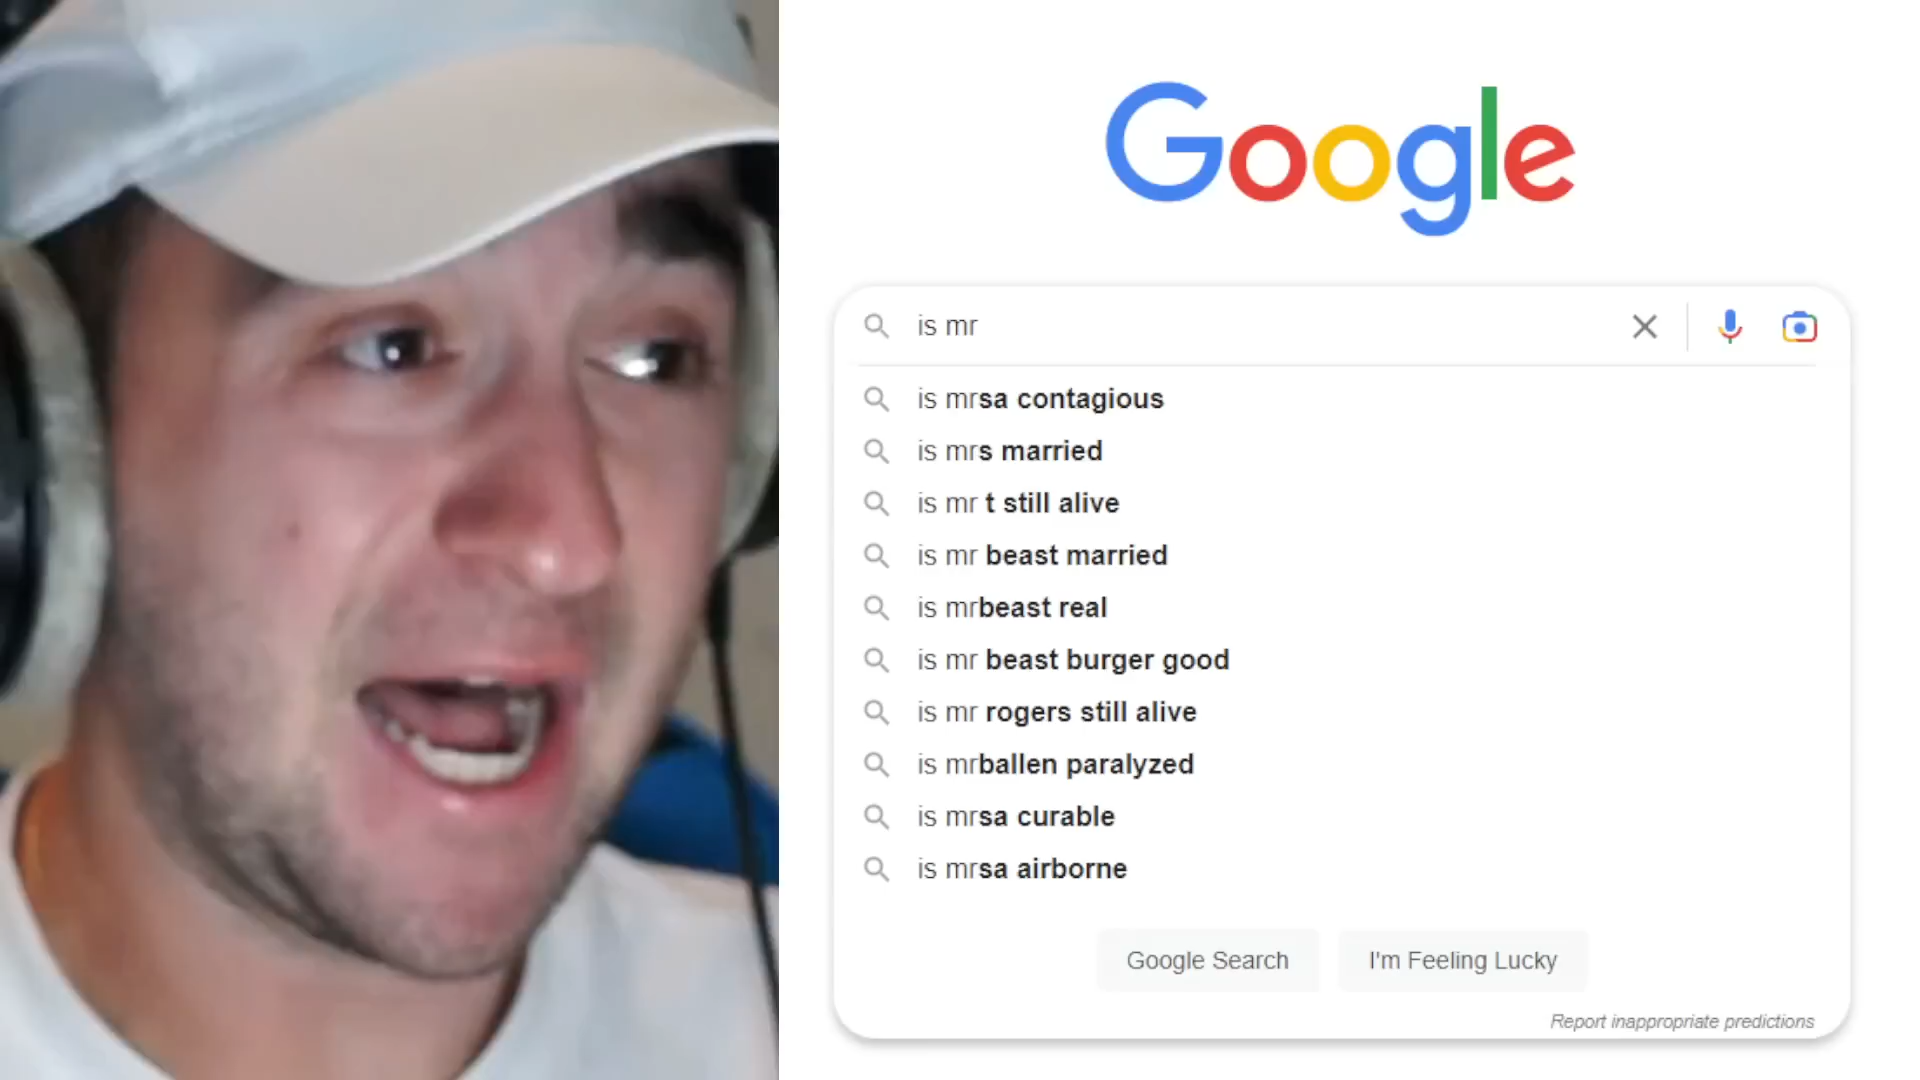 Google
is mr
is mrsa contagious
is mrs married
is mr t still alive
is mr beast married
is mrbeast real
is mr beast burger good
is mr rogers still alive
is mrballen paralyzed
is mrsa curable
is mrsa airborne
Google Search
I'm Feeling Lucky
Report inappropriate predictions